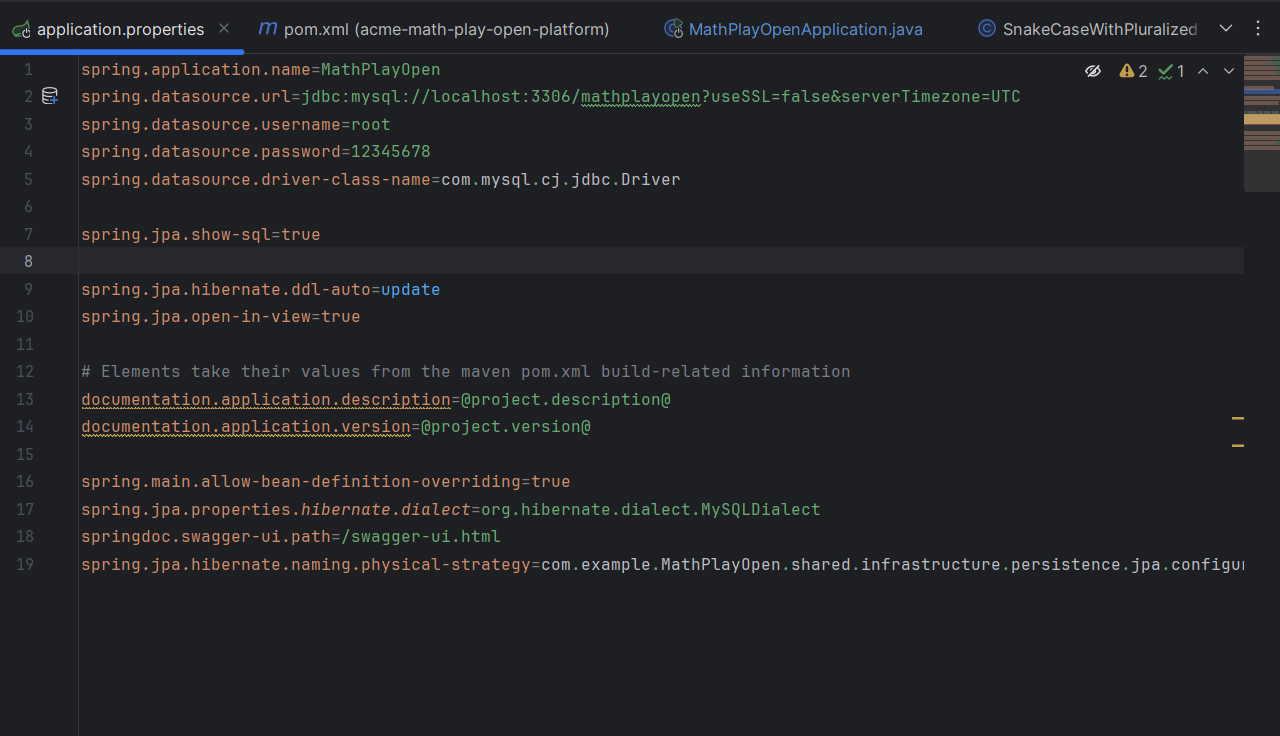 application.properties
pom.xml (acme-math-play-open-platform)
MathPlayOpenApplication.java
SnakeCaseWithPluralized
2
1
1 spring.application.name=MathPlayOpen
2 spring.datasource.url=jdbc:mysql://localhost:3306/mathplayopen?useSSL=false&serverTimezone=UTC
3 spring.datasource.username=root
4 spring.datasource.password=12345678
5 spring.datasource.driver-class-name=com.mysql.cj.jdbc.Driver
6
7 spring.jpa.show-sql=true
8
9 spring.jpa.hibernate.ddl-auto=update
10 spring.jpa.open-in-view=true
11
12 # Elements take their values from the maven pom.xml build-related information
13 documentation.application.description=@project.description@
14 documentation.application.version=@project.version@
15
16 spring.main.allow-bean-definition-overriding=true
17 spring.jpa.properties.hibernate.dialect=org.hibernate.dialect.MySQLDialect
18 springdoc.swagger-ui.path=/swagger-ui.html
19 spring.jpa.hibernate.naming.physical-strategy=com.example.MathPlayOpen.shared.infrastructure.persistence.jpa.configur